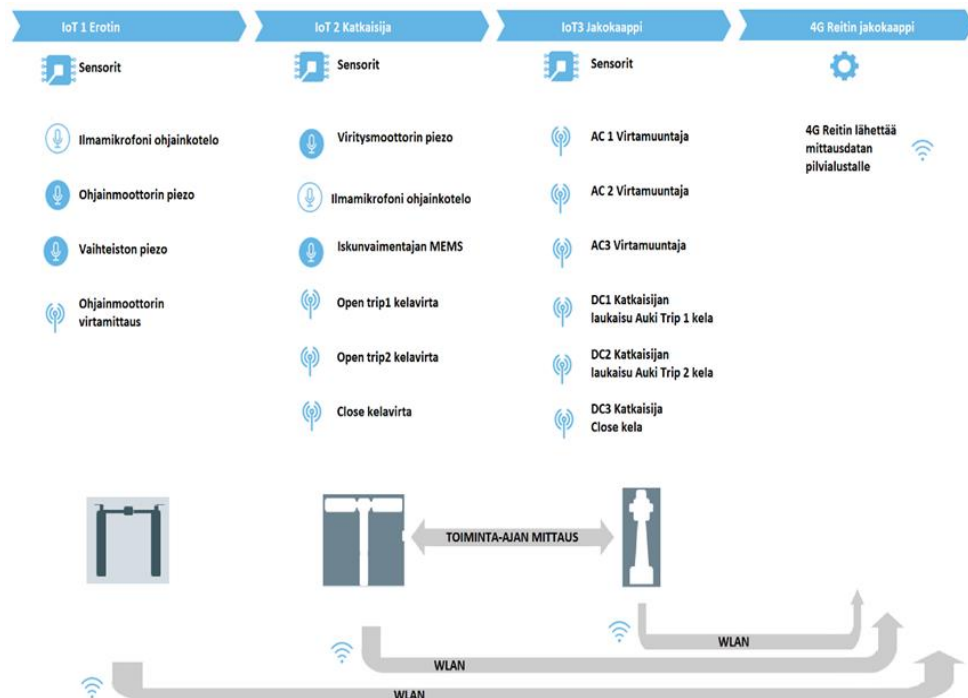 IoT 1 Erotin
IoT 2 Katkaisija
IoT3 Jakokaappi
4G Reitin jakokaappi
Sensorit
Ilmamikrofoni ohjainkotelo
Ohjainmoottorin piezo
Vaihteiston piezo
Ohjainmoottorin
virtamittaus
Sensorit
Viritysmoottorin piezo
Ilmamikrofoni ohjainkotelo
Iskunvaimentajan MEMS
Open trip1 kelavirta
Open trip2 kelavirta
Close kelavirta
Sensorit
AC 1 Virtamuuntaja
AC 2 Virtamuuntaja
AC3 Virtamuuntaja
DC1 Katkaisijan
laukaisu Auki Trip 1 kela
DC2 Katkaisijan
laukaisu Auki Trip 2 kela
DC3 Katkaisija
Close kela
4G Reitin lähettää
mittausdatan
pilvialustalle
TOIMINTA-AJAN MITTAUS
WLAN
WLAN
WLAN